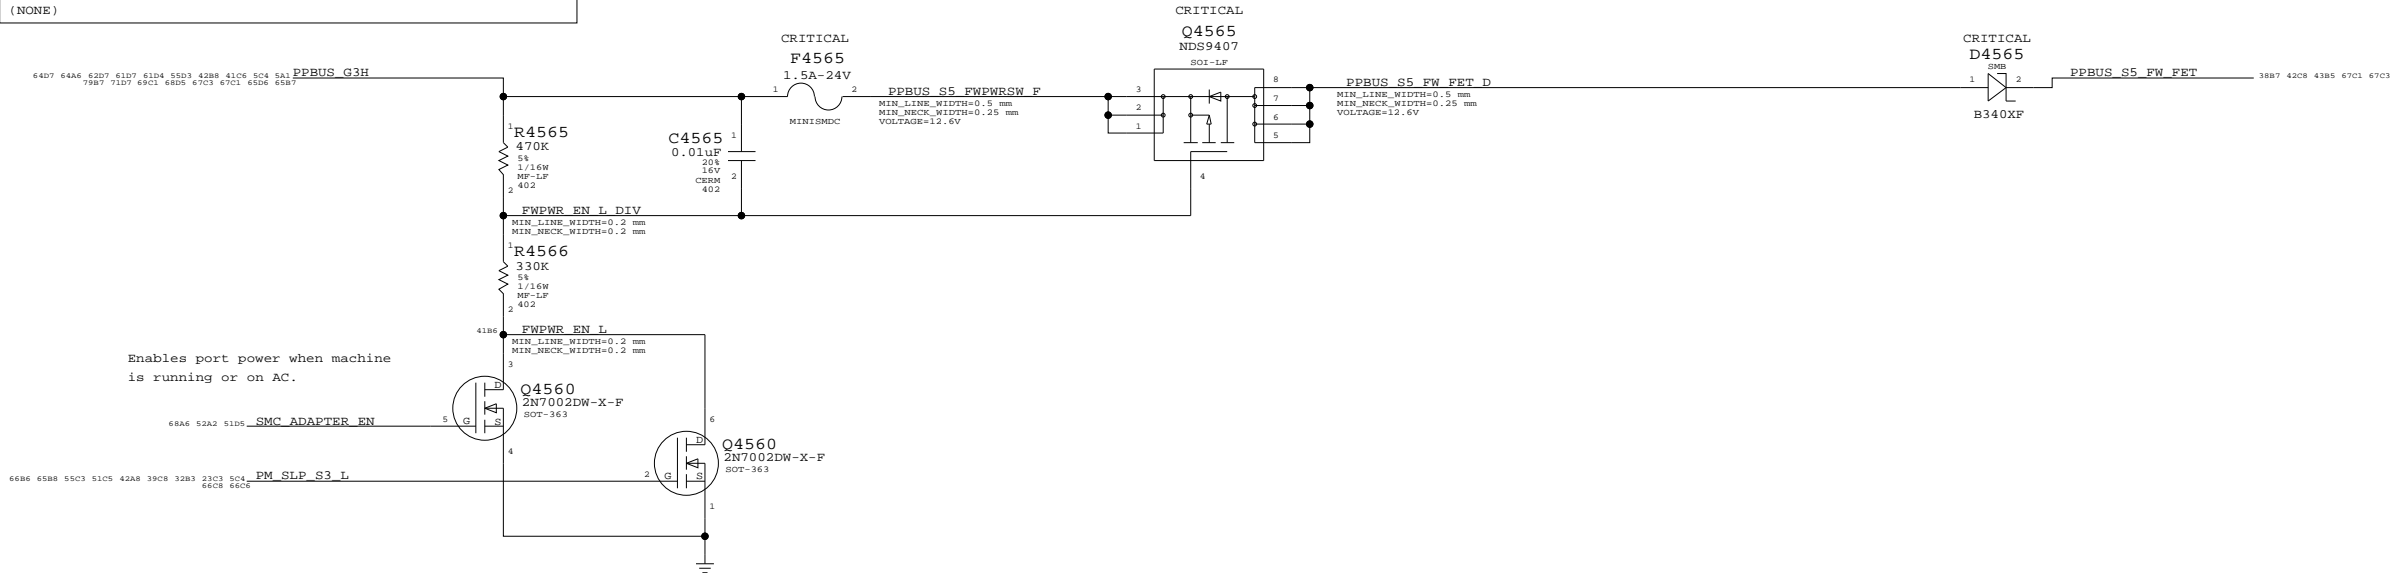 (NONE)
CRITICAL
Q4565
NDS9407
SOI-LF
CRITICAL
F4565
1.5A-24V
MINISMDC
CRITICAL
D4565
SMB
B340XF
64D7 64A6 62D7 61D7 61D4 55D3 42B8 41C6 5C4 5A1
79B7 71D7 69C1 68D5 67C3 67C1 65D6 65B7
PPBUS_G3H
1
2
PPBUS_S5_FWPWRSW_F
MIN_LINE_WIDTH=0.5 mm
MIN_NECK_WIDTH=0.25 mm
VOLTAGE=12.6V
3
2
1
8
7
6
5
4
PPBUS_S5_FW_FET_D
MIN_LINE_WIDTH=0.5 mm
MIN_NECK_WIDTH=0.25 mm
VOLTAGE=12.6V
1
2
PPBUS_S5_FW_FET
38B7 42C8 43B5 67C1 67C3
1
R4565
470K
5%
1/16W
MF-LF
402
2
C4565
0.01uF
20%
16V
CERM
402
1
2
FWPWR_EN_L_DIV
MIN_LINE_WIDTH=0.2 mm
MIN_NECK_WIDTH=0.2 mm
1
R4566
330K
5%
1/16W
MF-LF
402
2
41B6
FWPWR_EN_L
MIN_LINE_WIDTH=0.2 mm
MIN_NECK_WIDTH=0.2 mm
Enables port power when machine
is running or on AC.
3
D
Q4560
2N7002DW-X-F
SOT-363
68A6 52A2 51D5
SMC_ADAPTER_EN
5
G
S
4
6
D
Q4560
2N7002DW-X-F
SOT-363
66B6 65B8 55C3 51C5 42A8 39C8 32B3 23C3 5C4
66C8 66C6
PM_SLP_S3_L
2
G
S
1